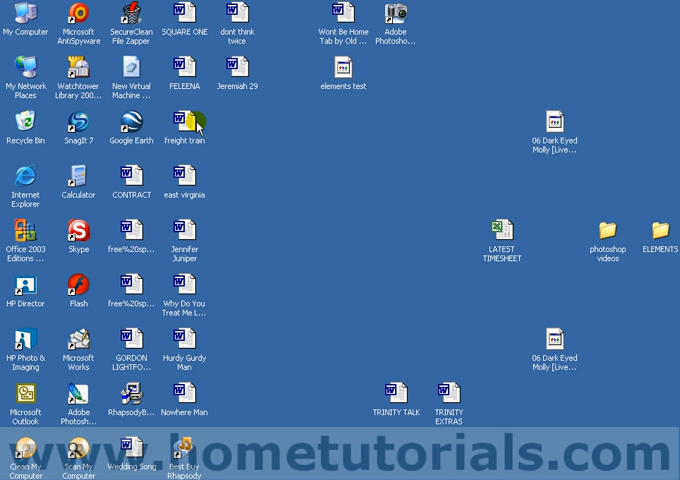 My Computer
Microsoft
AntiSpyware
SecureClean
File Zapper
SQUARE ONE
dont think
twice
Wont Be Home
Tab by Old ...
Adobe
Photosho...
My Network
Places
Watchtower
Library 200...
New Virtual
Machine ...
FELEENA
Jeremiah 29
elements test
Recycle Bin
SnagIt 7
Google Earth
freight train
06 Dark Eyed
Molly [Live...
Internet
Explorer
Calculator
CONTRACT
east virginia
Office 2003
Editions ...
Skype
free%20sp...
Jennifer
Juniper
LATEST
TIMESHEET
photoshop
videos
ELEMENTS
HP Director
Flash
free%20sp...
Why Do You
Treat Me L...
HP Photo &
Imaging
Microsoft
Works
GORDON
LIGHTFO...
Hurdy Gurdy
Man
06 Dark Eyed
Molly [Live...
Microsoft
Outlook
Adobe
Photosh...
RhapsodyB...
Nowhere Man
TRINITY TALK
TRINITY
EXTRAS
Clean My
Computer
Scan My
Computer
Wedding Song
Best Buy
Rhapsody
www.hometutorials.com